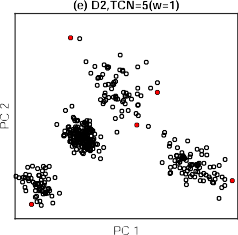 (e) D2,TCN=5(w=1)
PC 2
PC 1